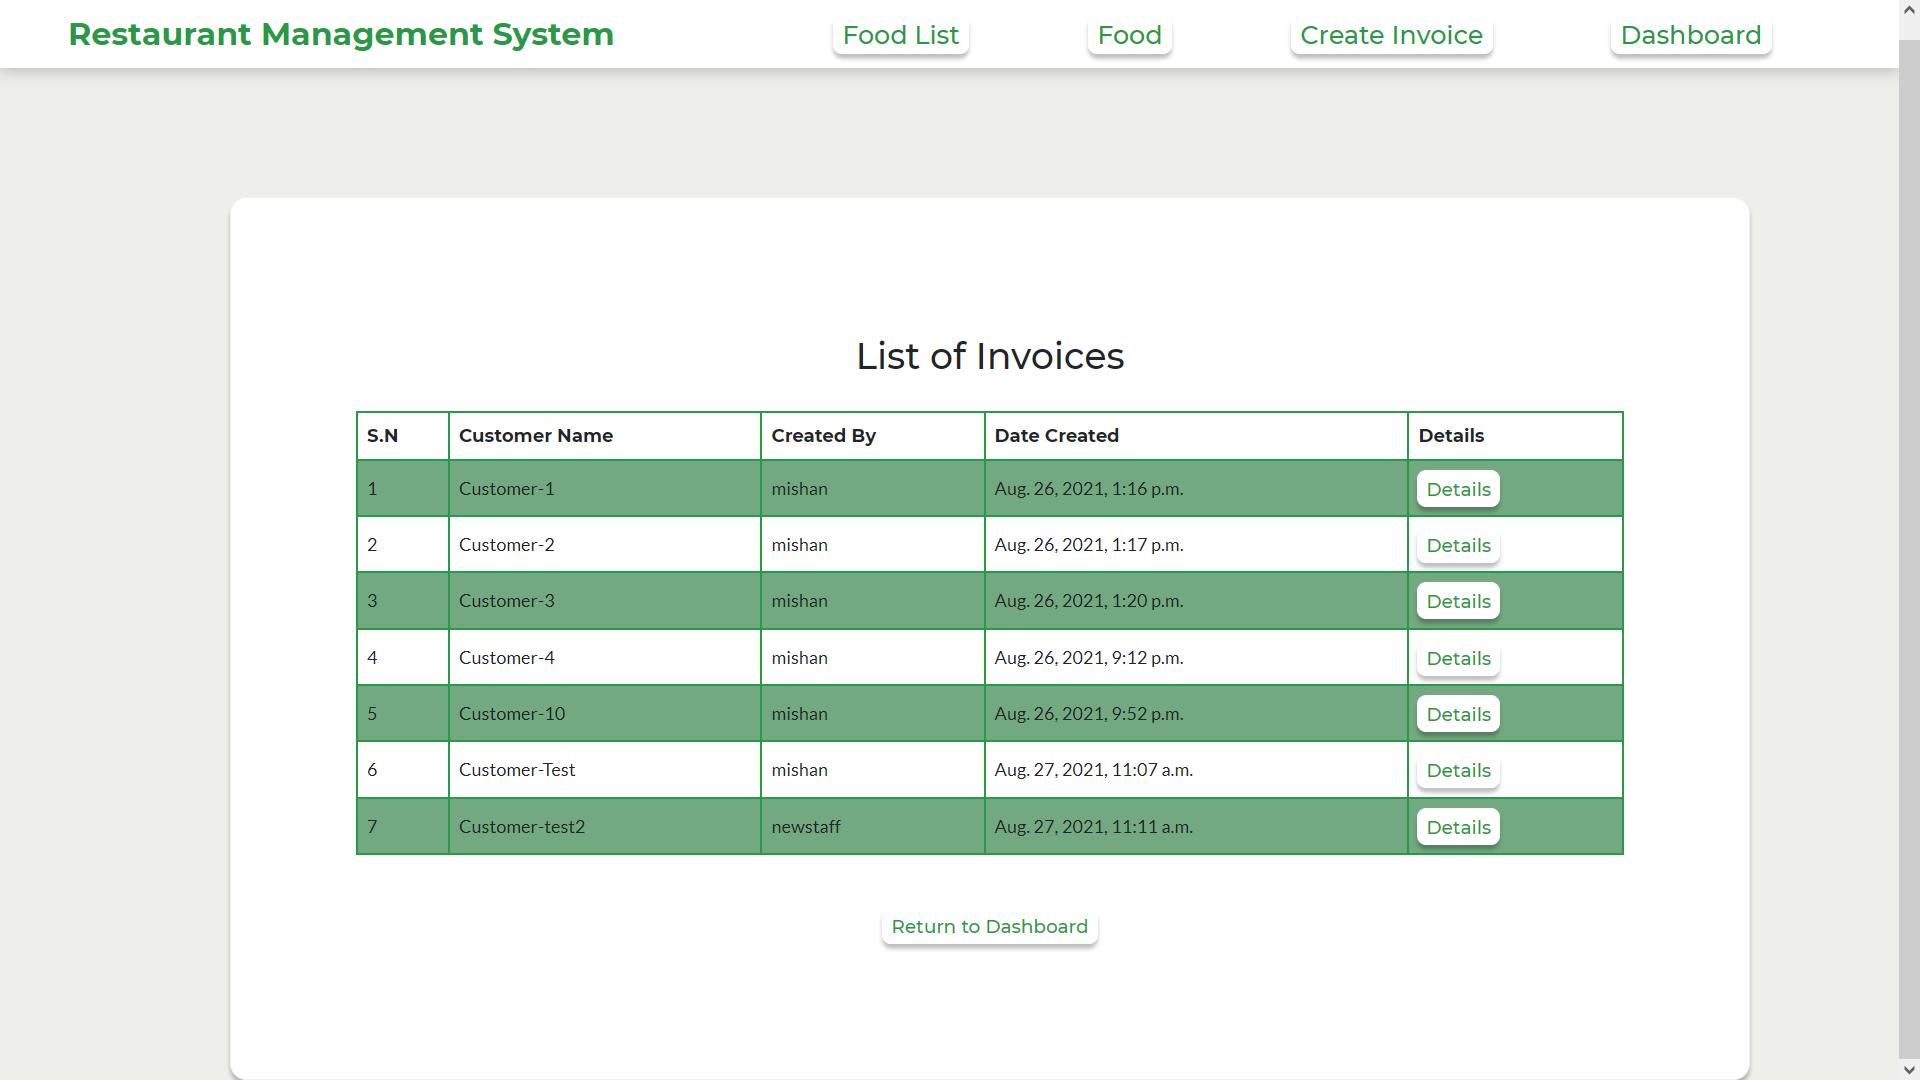 Restaurant Management System Food List Food Create Invoice Dashboard
List of Invoices
S.N Customer Name Created By Date Created Details
1 Customer-1 mishan Aug. 26, 2021, 1:16 p.m. Details
2 Customer-2 mishan Aug. 26, 2021, 1:17 p.m. Details
3 Customer-3 mishan Aug. 26, 2021, 1:20 p.m. Details
4 Customer-4 mishan Aug. 26, 2021, 9:12 p.m. Details
5 Customer-10 mishan Aug. 26, 2021, 9:52 p.m. Details
6 Customer-Test mishan Aug. 27, 2021, 11:07 a.m. Details
7 Customer-test2 newstaff Aug. 27, 2021, 11:11 a.m. Details
Return to Dashboard